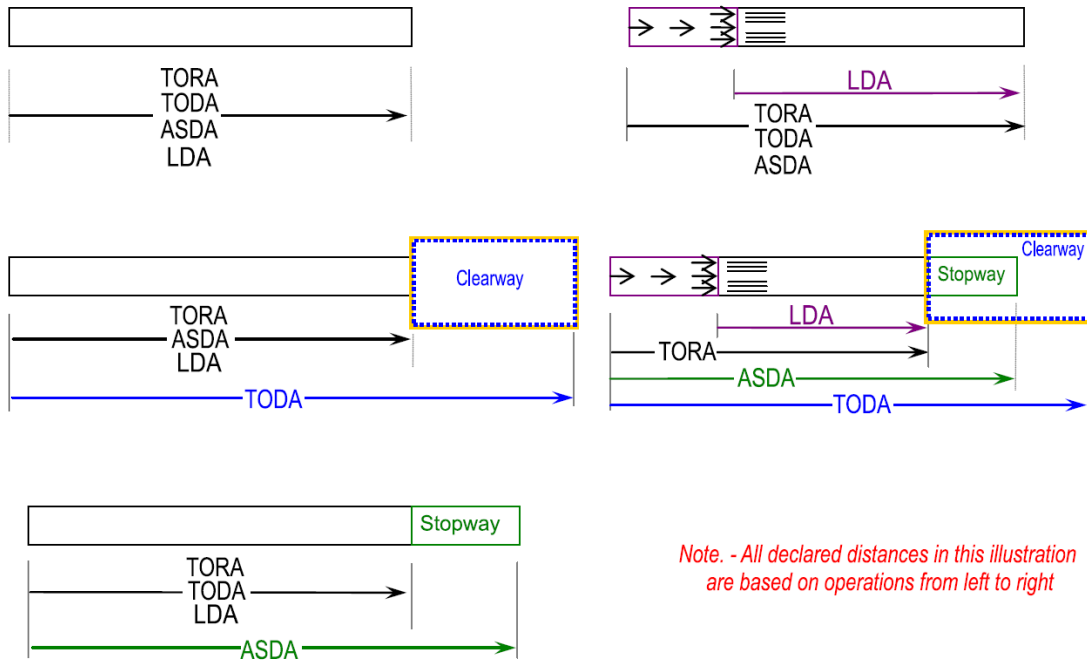 TORA
TODA
ASDA
LDA
LDA
TORA
TODA
ASDA
Clearway
TORA
ASDA
LDA
TODA
Clearway
Stopway
LDA
TORA
ASDA
TODA
Stopway
TORA
TODA
LDA
ASDA
Note. - All declared distances in this illustration
are based on operations from left to right